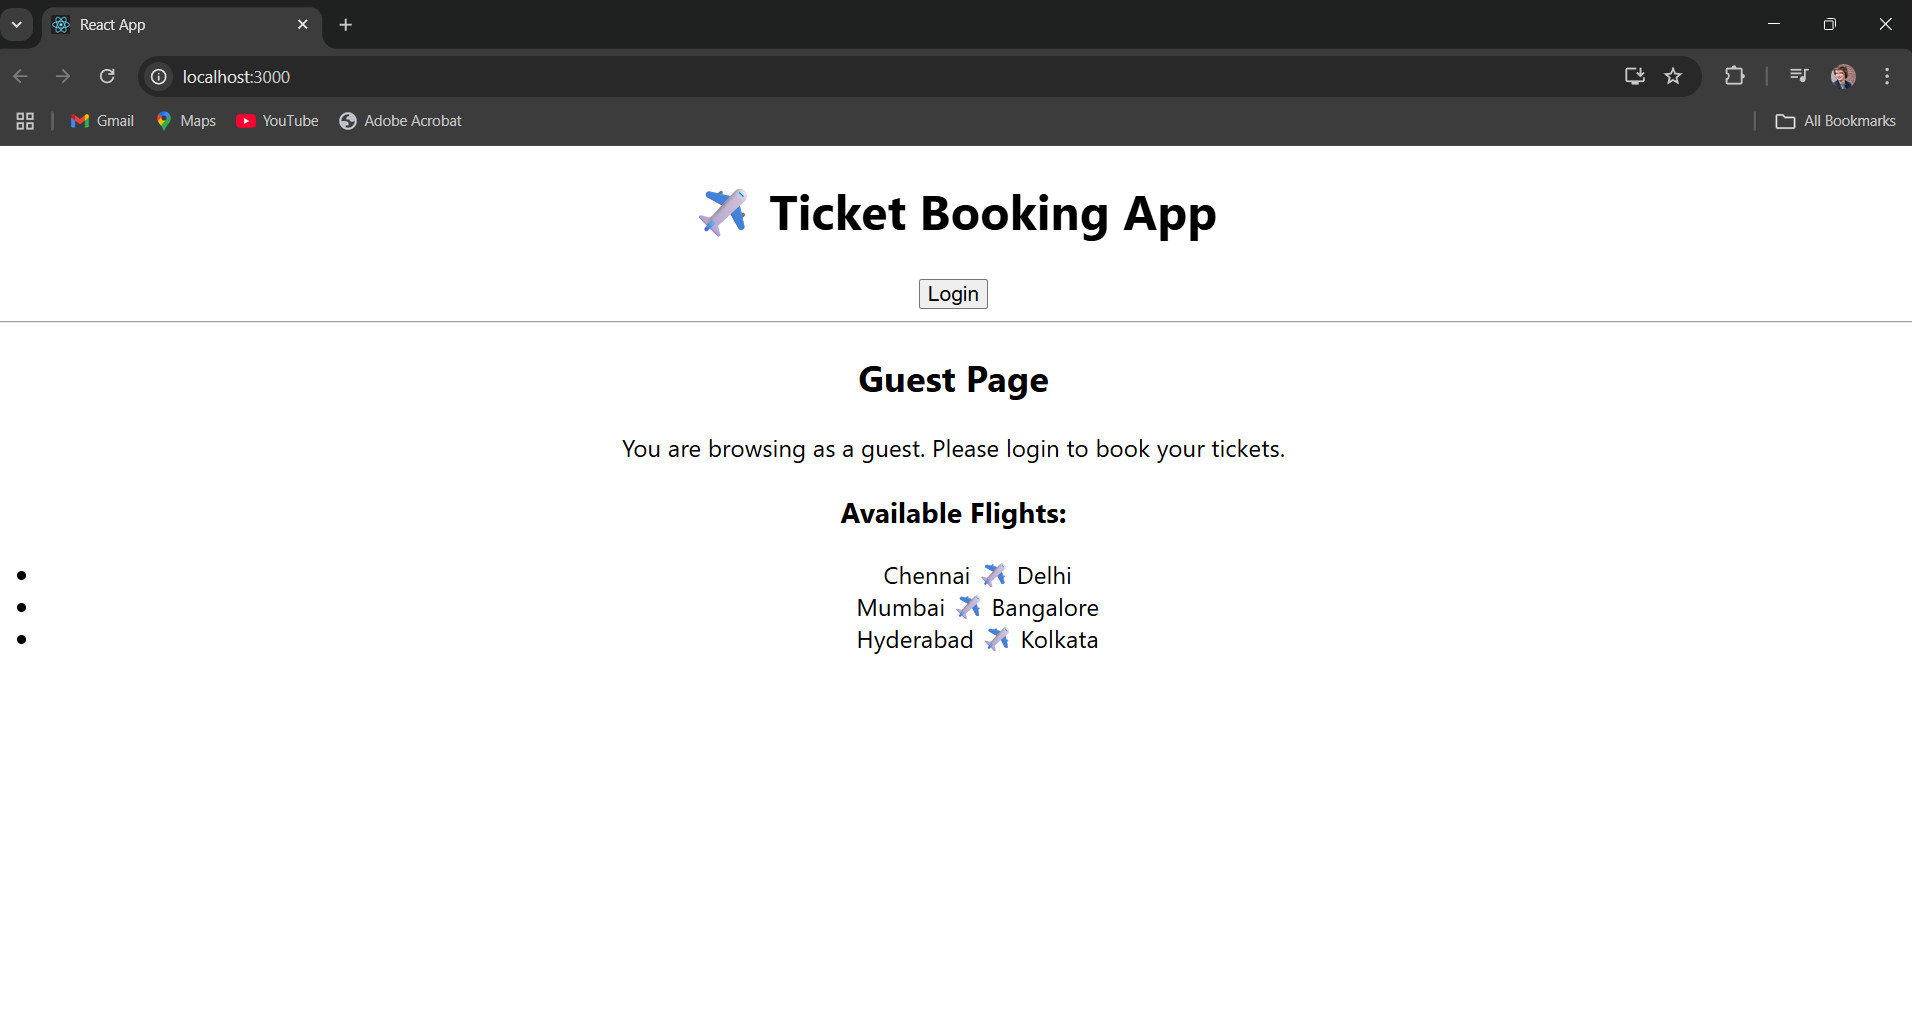 React App
localhost:3000
Gmail Maps YouTube Adobe Acrobat All Bookmarks
✈️ Ticket Booking App
Login
Guest Page
You are browsing as a guest. Please login to book your tickets.
Available Flights:
• Chennai ✈️ Delhi
• Mumbai ✈️ Bangalore
• Hyderabad ✈️ Kolkata